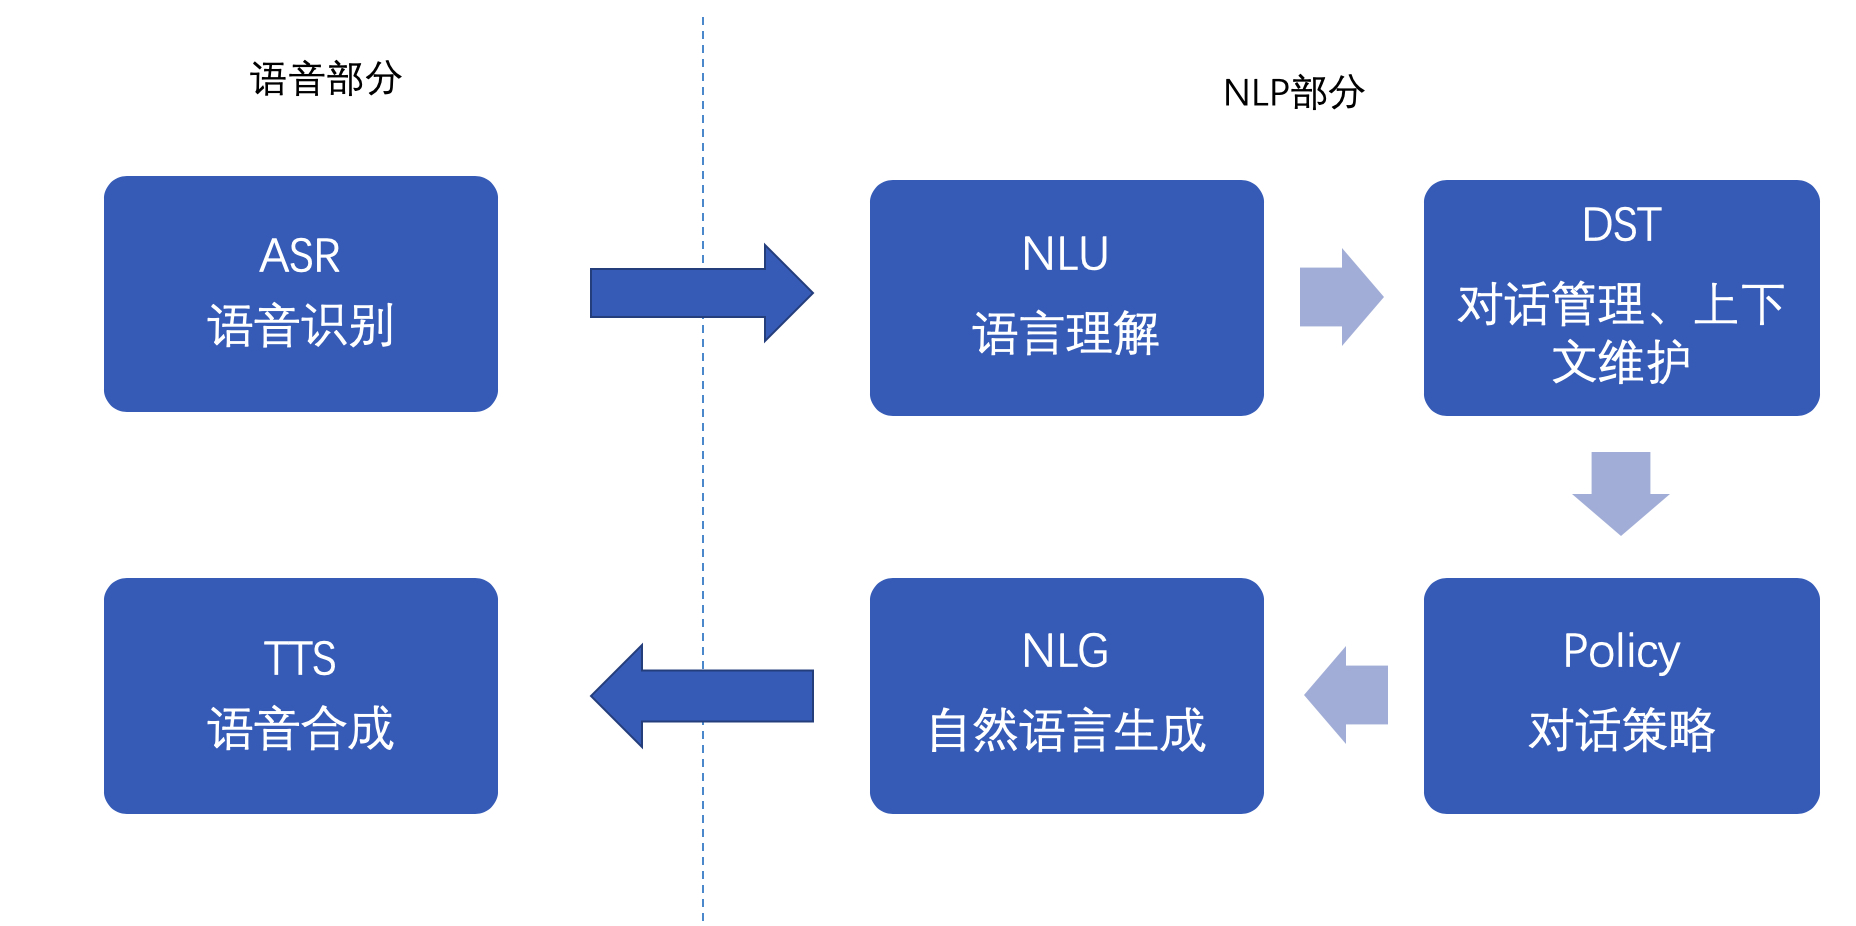 语音部分
NLP部分
ASR
语音识别
NLU
语言理解
DST
对话管理、上下
文维护
TTS
语音合成
NLG
自然语言生成
Policy
对话策略